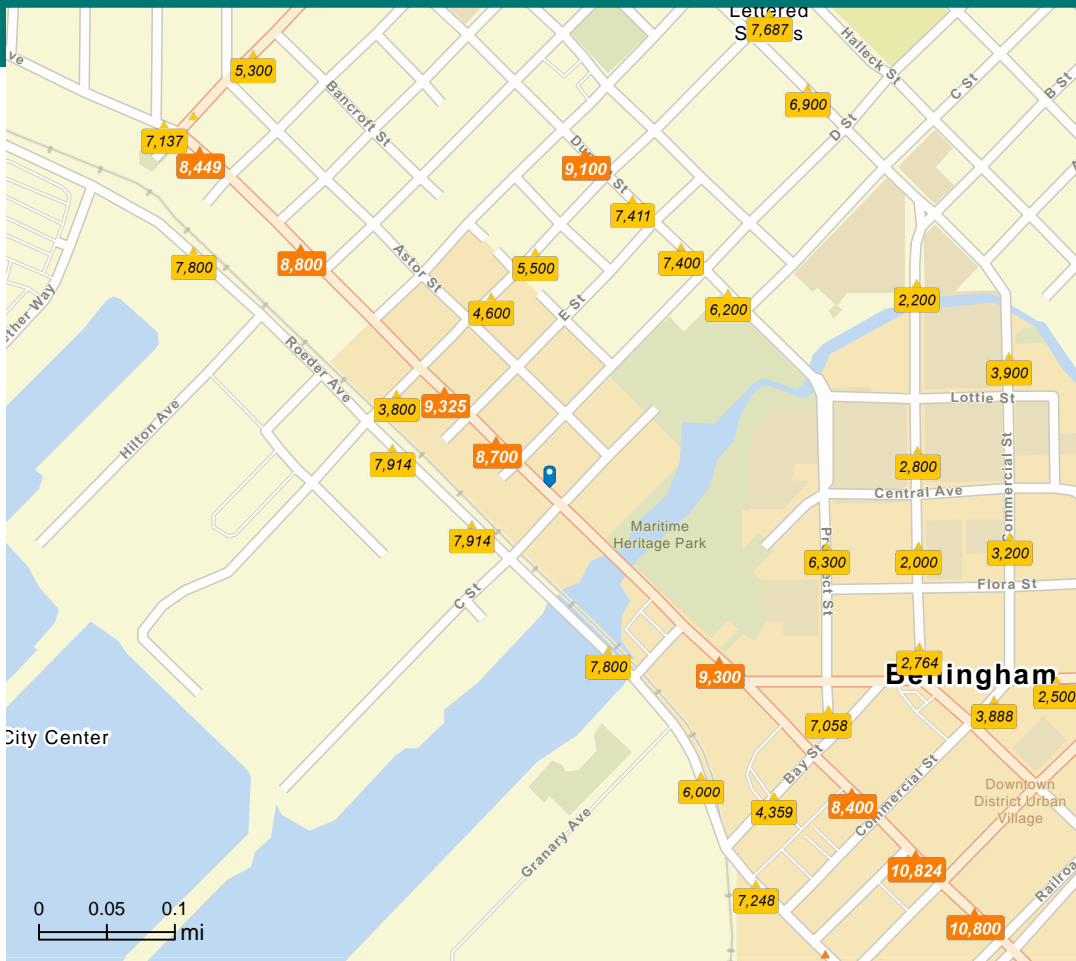 Lettered
7,687
Halleck St
ve
5,300
C St
B St
6,900
Bancroft St
D St
7,137
8,449
9,100
7,411
Astor St
7,400
7,800
8,800
5,500
2,200
4,600
E St
6,200
ether Way
Roeder Ave
3,900
Lottie St
3,800
9,325
Hilton Ave
8,700
7,914
2,800
Commercial St
Central Ave
Maritime
Heritage Park
7,914
6,300
2,000
3,200
Flora St
C St
7,800
9,300
2,764
Bellingham
2,500
3,888
7,058
City Center
Bay St
6,000
4,359
8,400
Commercial St
Downtown
District Urban
Village
Granary Ave
10,824
7,248
Railroa
10,800
0 0.05 0.1
mi